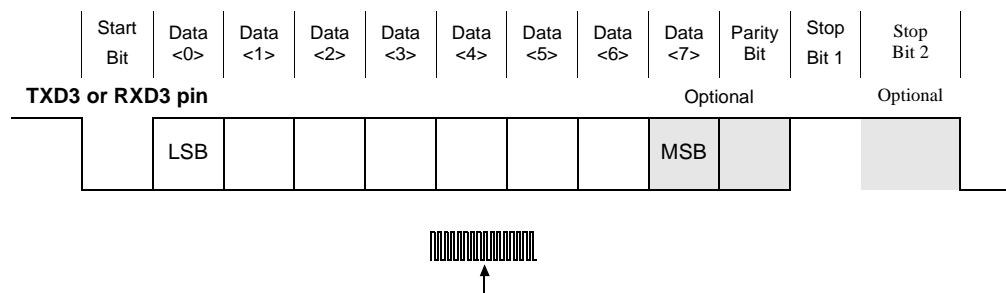 Start Data Data Data Data Data Data Data Data Parity Stop Stop
Bit <0> <1> <2> <3> <4> <5> <6> <7> Bit Bit 1 Bit 2
TXD3 or RXD3 pin Optional Optional
LSB MSB